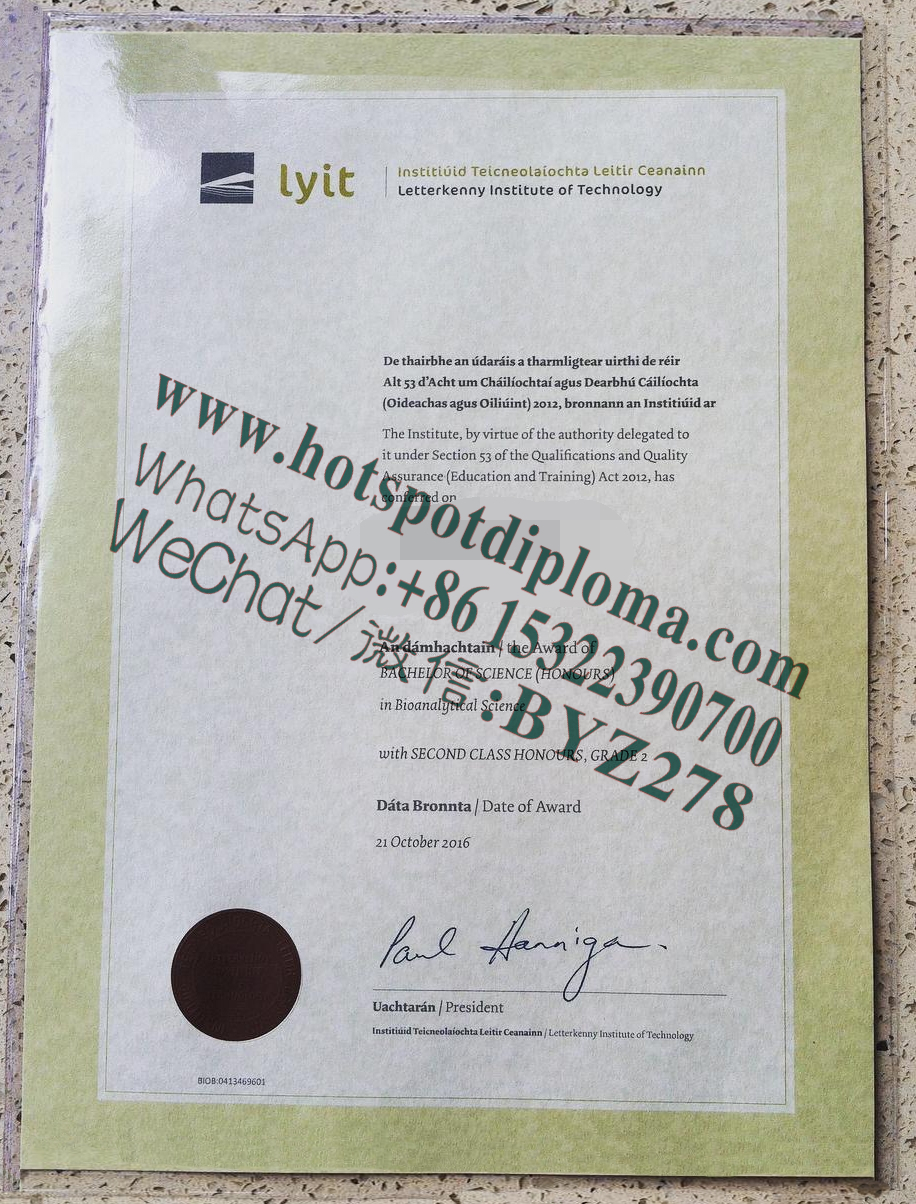 lyit
Institiúid Teicneolaíochta Leitir Ceanainn
Letterkenny Institute of Technology
De thairbhe an údaráis a tharmligtear uirthi de réir
Alt 53 d'Acht um Cháilíochtaí agus Dearbhú Cáilíochta
(Oideachas agus Oiliúint) 2012, bronnann an Institiúid ar
The Institute, by virtue of the authority delegated to
it under Section 53 of the Qualifications and Quality
Assurance (Education and Training) Act 2012, has
conferred on
www.hotspotdiploma.com
WhatsApp:+86 15322390700
WeChat/微信:BYZ278
An dámhachtain | the Award of
BACHELOR OF SCIENCE (HONOURS)
in Bioanalytical Science
with SECOND CLASS HONOURS, GRADE 2
Dáta Bronnta | Date of Award
21 October 2016
Paul Hannigan
Uachtarán | President
Institiúid Teicneolaíochta Leitir Ceanainn / Letterkenny Institute of Technology
BIOB:0413469601